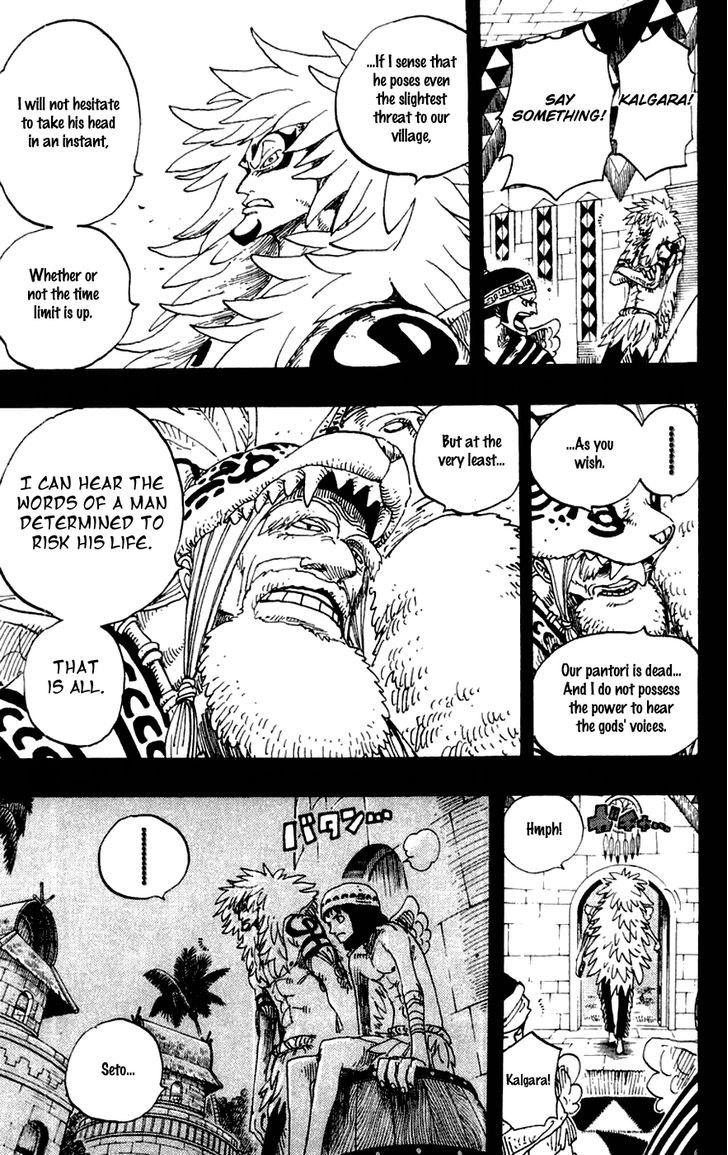 KALGARA!
SAY
SOMETHING!
...If I sense that
he poses even
the slightest
threat to our
village,
I will not hesitate
to take his head
in an instant,
Whether or
not the time
limit is up.
.........
...As you
wish.
Our pantori is dead...
And I do not possess
the power to hear
the gods' voices.
But at the
very least...
I CAN HEAR THE
WORDS OF A MAN
DETERMINED TO
RISK HIS LIFE.
THAT
IS ALL.
Hmph!
Kalgara!
バタン...
.........
Seto...